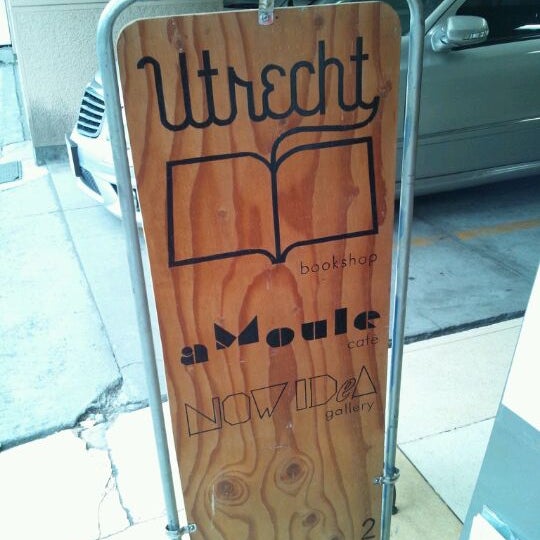 Utrecht
bookshop
aMoule
cafe
NOW IDeA
gallery
2